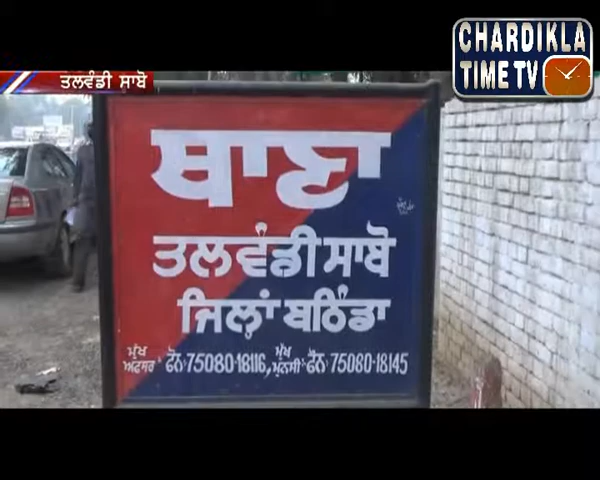 CHARDIKLA
TIME TV
ਤਲਵੰਡੀ ਸਾਬੋ
ਥਾਣਾ
ਤਲਵੰਡੀ ਸਾਬੋ
ਜਿਲ੍ਹਾਂ ਬਠਿੰਡਾ
ਮੁੱਖ ਅਫਸਰ ਫੋਨ 75080-18116, ਮੁੱਖ ਮੁਨਸੀ ਫੋਨ 75080-18145